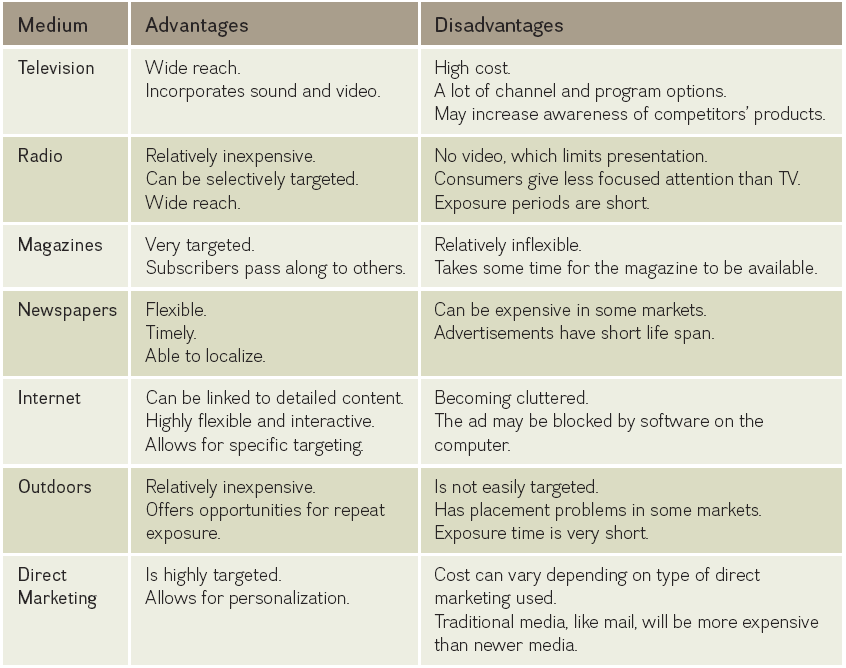 Medium Advantages Disadvantages
Television
Wide reach.
Incorporates sound and video.
High cost.
A lot of channel and program options.
May increase awareness of competitors’ products.
Radio
Relatively inexpensive.
Can be selectively targeted.
Wide reach.
No video, which limits presentation.
Consumers give less focused attention than TV.
Exposure periods are short.
Magazines
Very targeted.
Subscribers pass along to others.
Relatively inflexible.
Takes some time for the magazine to be available.
Newspapers
Flexible.
Timely.
Able to localize.
Can be expensive in some markets.
Advertisements have short life span.
Internet
Can be linked to detailed content.
Highly flexible and interactive.
Allows for specific targeting.
Becoming cluttered.
The ad may be blocked by software on the
computer.
Outdoors
Relatively inexpensive.
Offers opportunities for repeat
exposure.
Is not easily targeted.
Has placement problems in some markets.
Exposure time is very short.
Direct
Marketing
Is highly targeted.
Allows for personalization.
Cost can vary depending on type of direct
marketing used.
Traditional media, like mail, will be more expensive
than newer media.